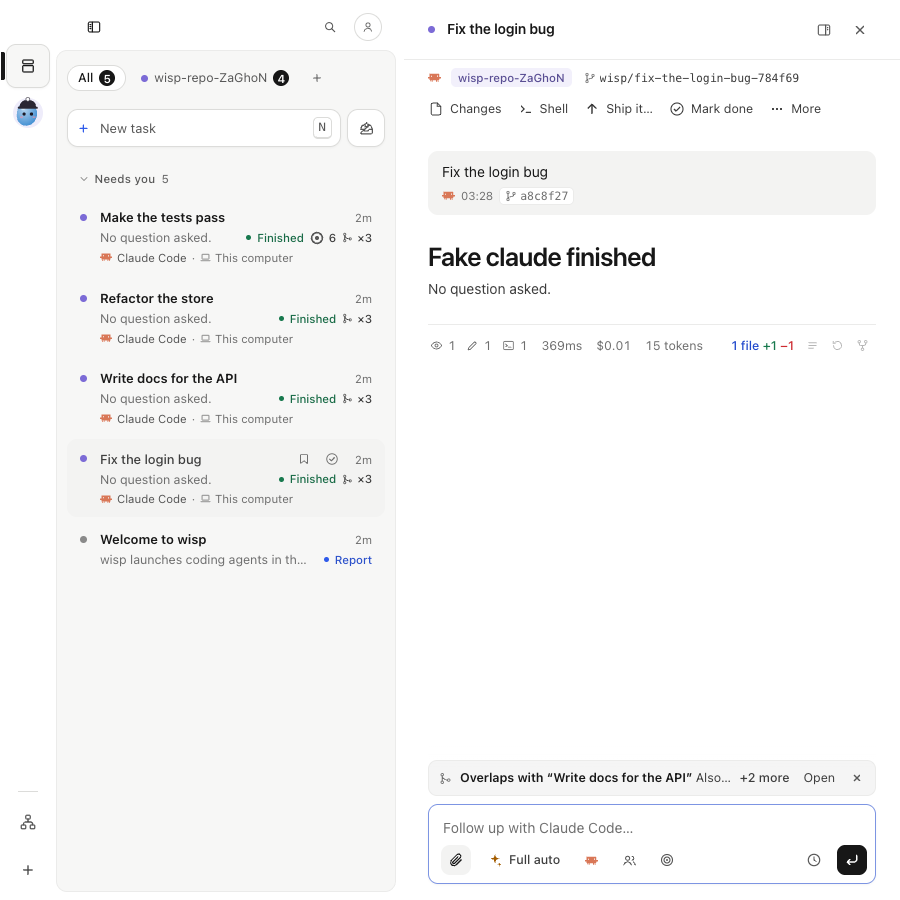 All 5 wisp-repo-ZaGhoN 4 +
+ New task N
Needs you 5
Make the tests pass 2m
No question asked. Finished 6 ×3
Claude Code · This computer
Refactor the store 2m
No question asked. Finished ×3
Claude Code · This computer
Write docs for the API 2m
No question asked. Finished ×3
Claude Code · This computer
Fix the login bug 2m
No question asked. Finished ×3
Claude Code · This computer
Welcome to wisp 2m
wisp launches coding agents in th... Report
Fix the login bug
wisp-repo-ZaGhoN wisp/fix-the-login-bug-784f69
Changes Shell Ship it... Mark done More
Fix the login bug
03:28 a8c8f27
Fake claude finished
No question asked.
1 1 1 369ms $0.01 15 tokens 1 file +1 −1
Overlaps with “Write docs for the API” Also... +2 more Open
Follow up with Claude Code...
Full auto